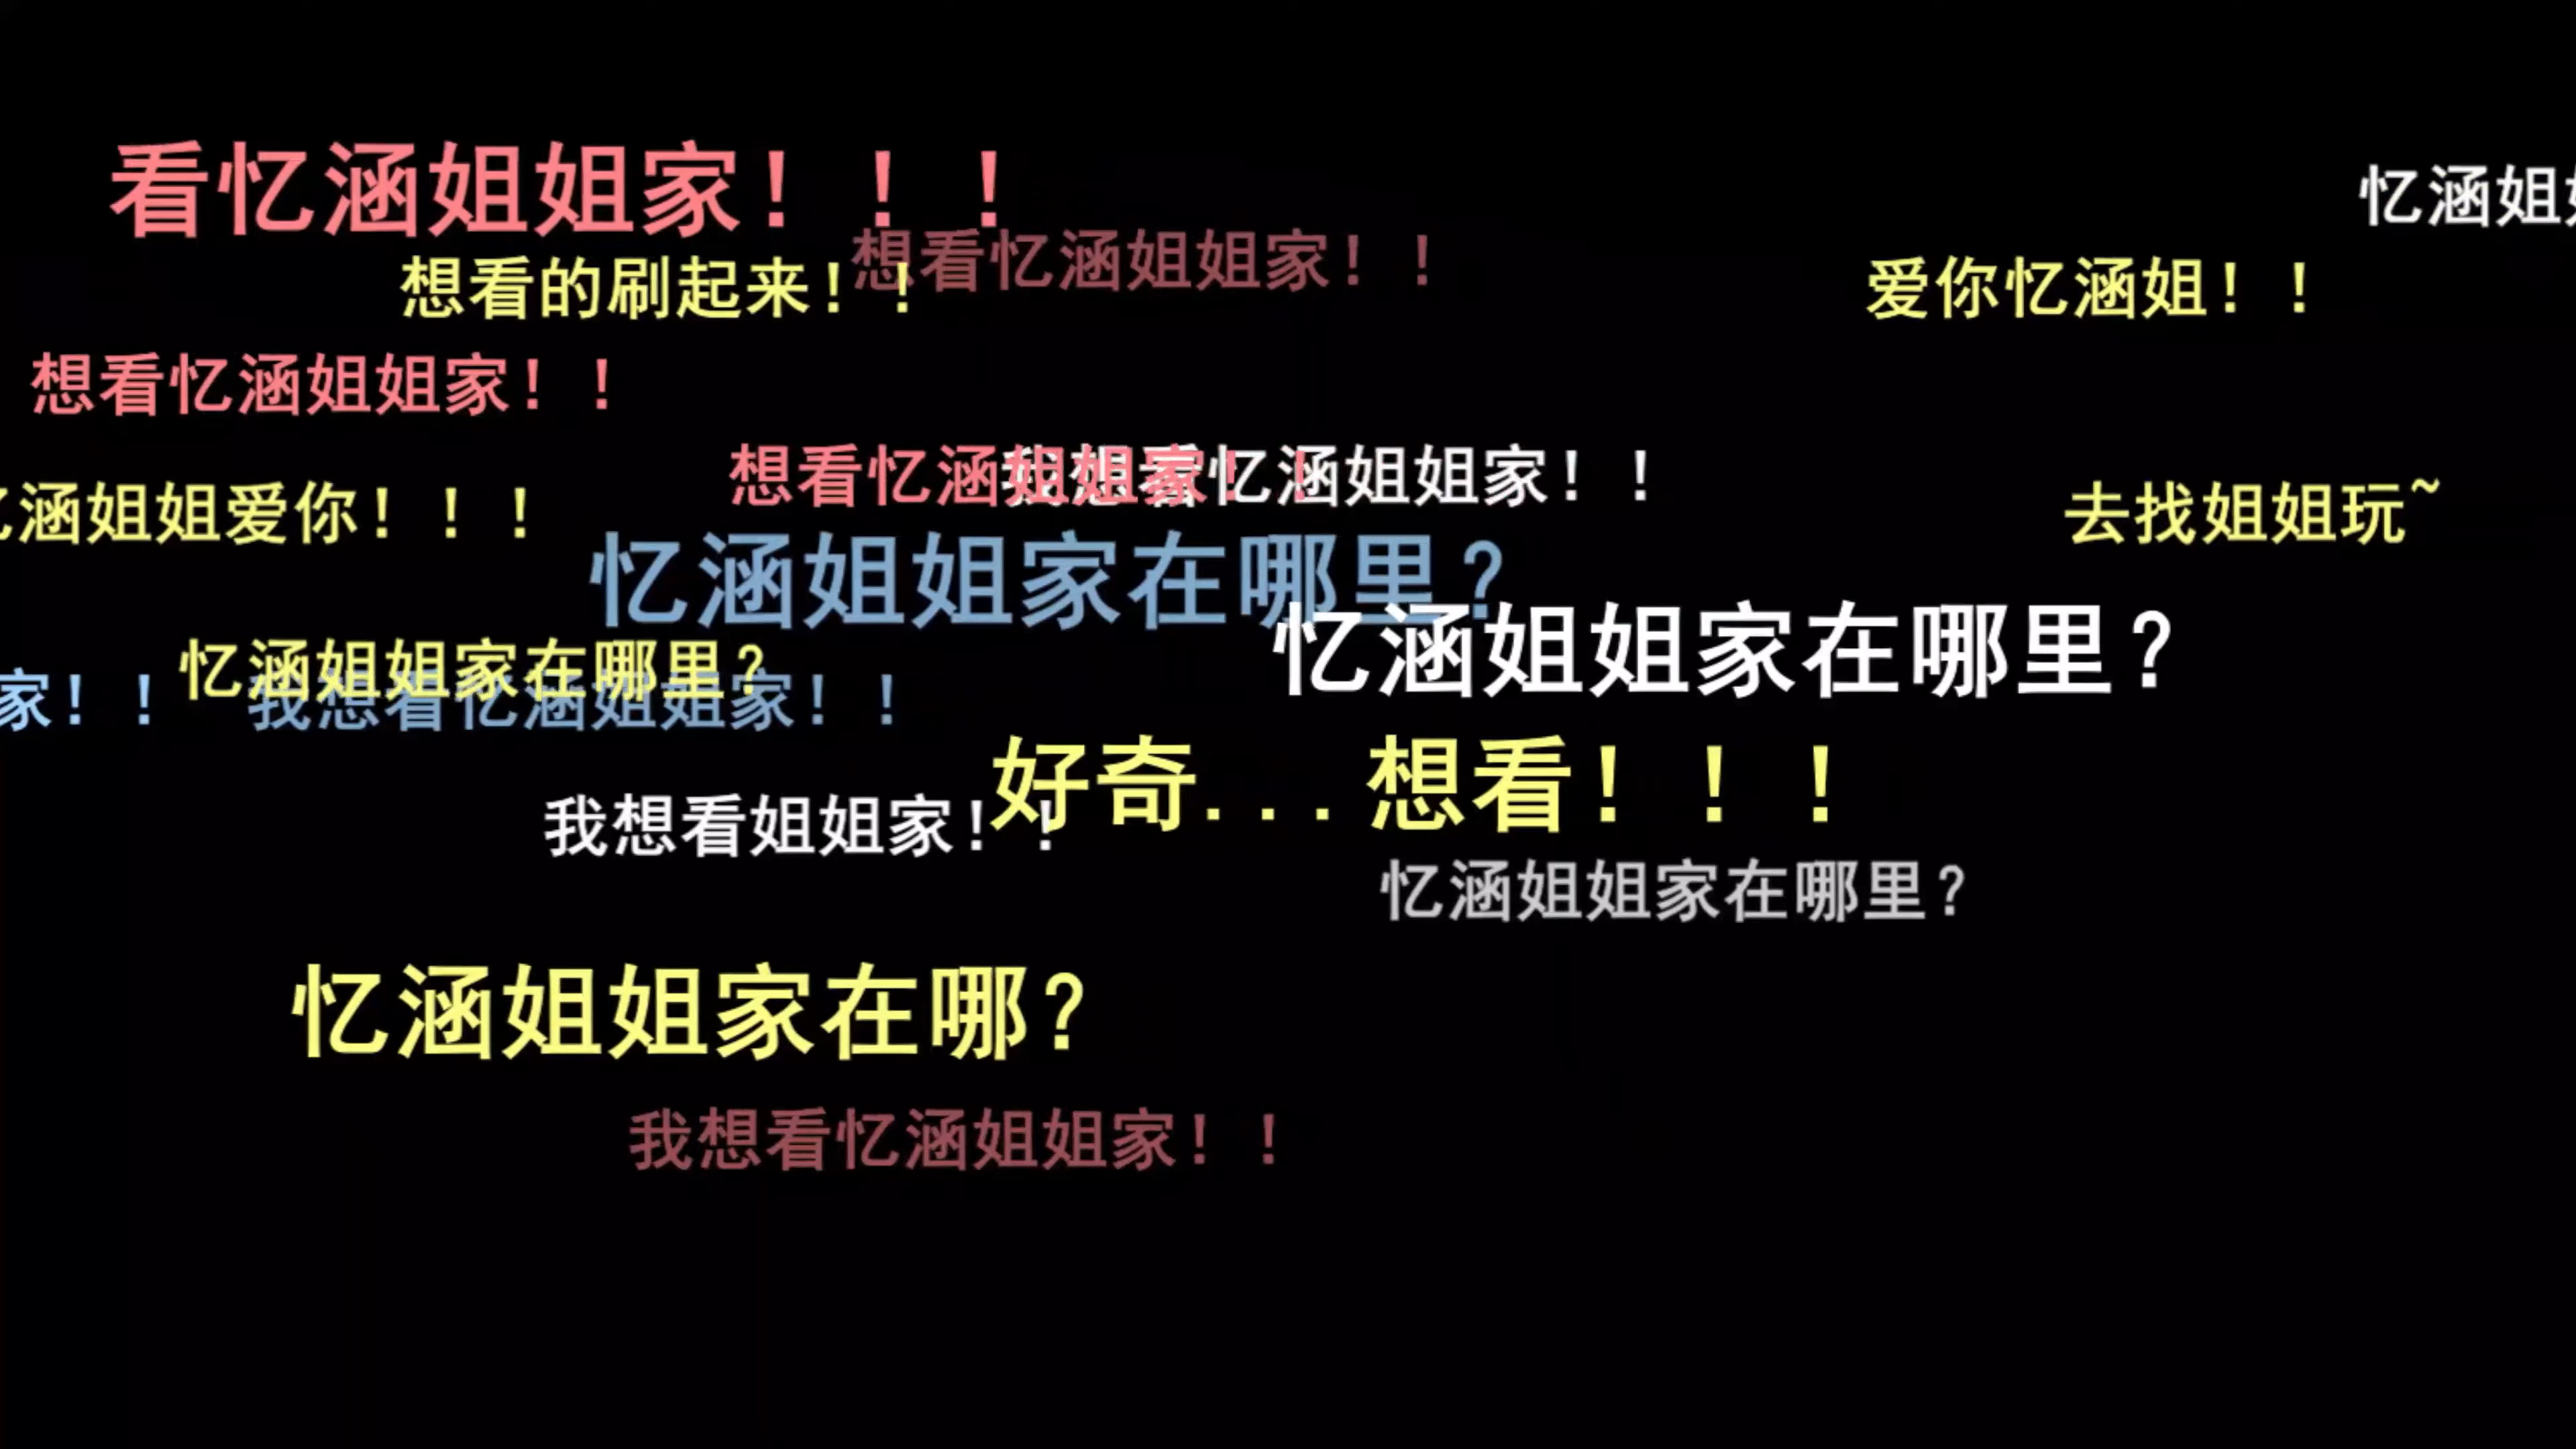 看忆涵姐姐家！！！
忆涵姐
想看忆涵姐姐家！！
想看的刷起来！！
爱你忆涵姐！！
想看忆涵姐姐家！！
想看忆涵姐姐家！！
我想看忆涵姐姐家！！
忆涵姐姐爱你！！！
去找姐姐玩~
忆涵姐姐家在哪里？
忆涵姐姐家在哪里？
忆涵姐姐家在哪里？
家！！
我想看忆涵姐姐家！！
好奇...想看！！！
我想看姐姐家！！
忆涵姐姐家在哪里？
忆涵姐姐家在哪？
我想看忆涵姐姐家！！